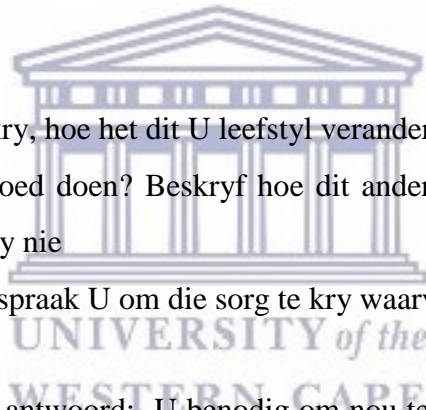 kry, hoe het dit U leefstyl verander
oed doen? Beskryf hoe dit ander
y nie
spraak U om die sorg te kry waarv
UNIVERSITY of the
antwoord: U benodig om nou te
WESTERN CAPE